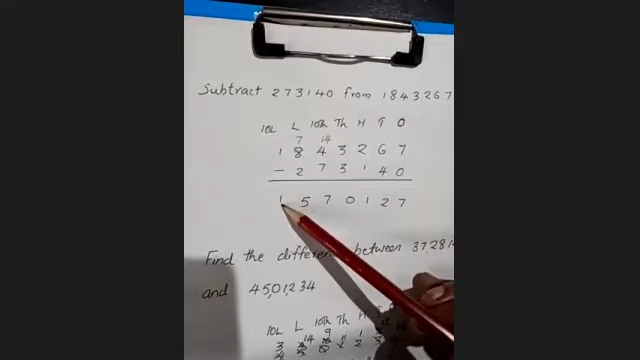 Subtract 273140 from 1843267
10L L 10Th Th H T O
7 14
1 8 4 3 2 6 7
- 2 7 3 1 4 0
1 5 7 0 1 2 7
Find the difference between 37,281
and 45,01,234
10L L 10Th Th H